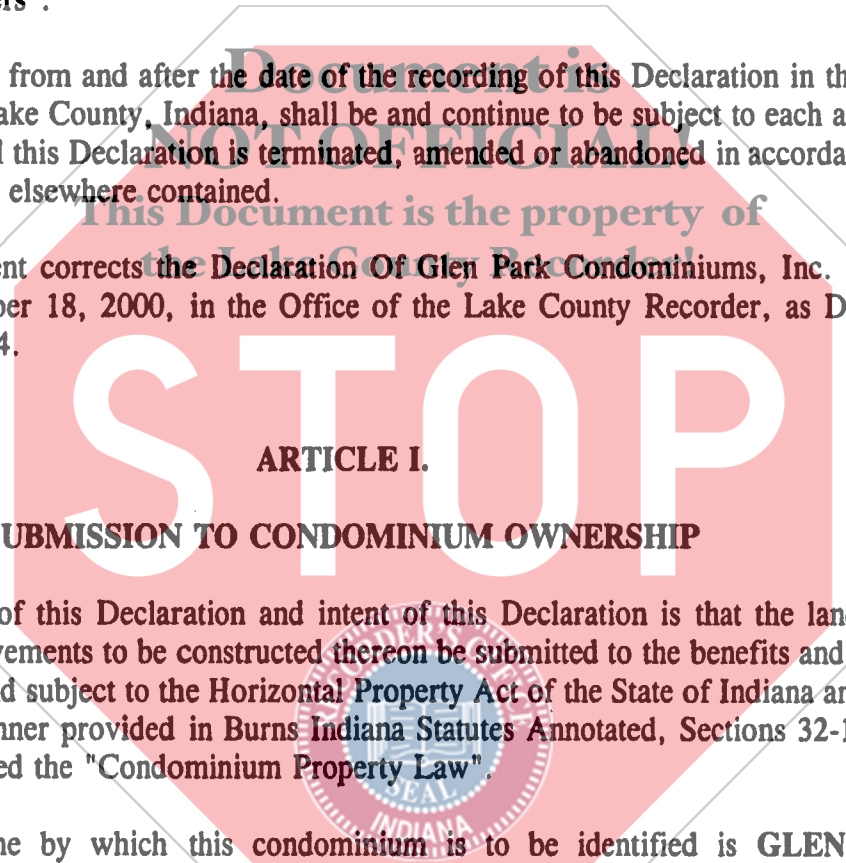 ers".
Document is
from and after the date of the recording of this Declaration in th
ake County, Indiana, shall be and continue to be subject to each a
NOT OFFICIAL!
this Declaration is terminated, amended or abandoned in accorda
elsewhere contained.
This Document is the property of
the Lake County Recorder!
ent corrects the Declaration Of Glen Park Condominiums, Inc.
ber 18, 2000, in the Office of the Lake County Recorder, as D
4.
STOP
ARTICLE I.
UBMISSION TO CONDOMINIUM OWNERSHIP
of this Declaration and intent of this Declaration is that the lan
vements to be constructed thereon be submitted to the benefits and
d subject to the Horizontal Property Act of the State of Indiana an
nner provided in Burns Indiana Statutes Annotated, Sections 32-1
ed the "Condominium Property Law".
SEAL
INDIANA
ne by which this condominium is to be identified is GLEN